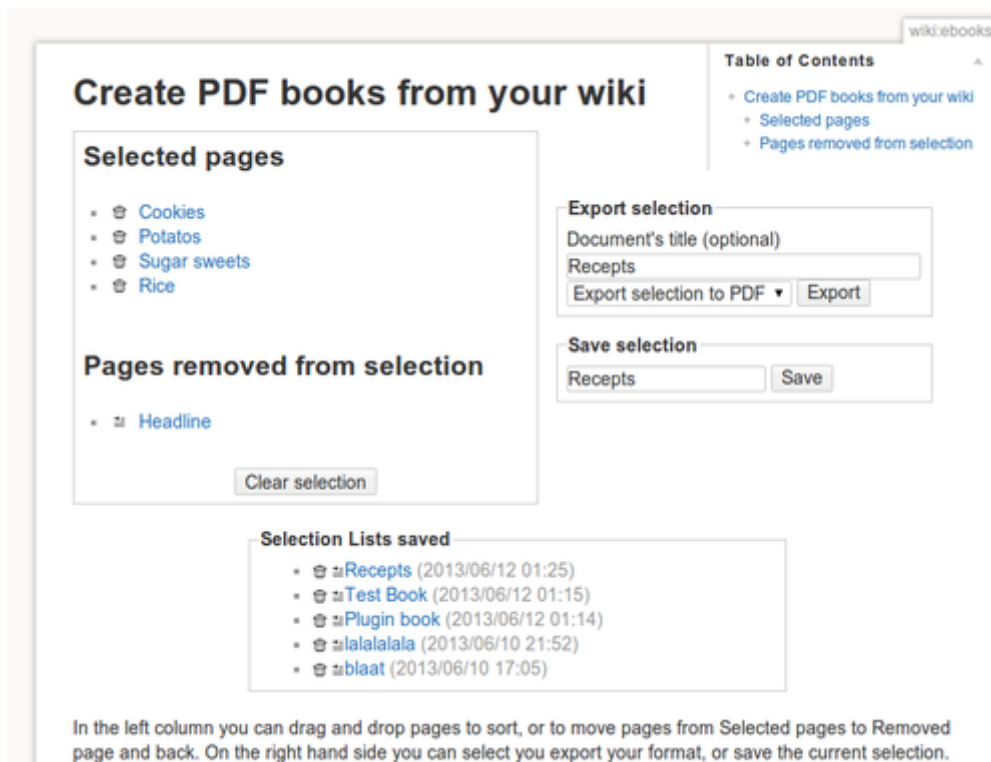 wiki:ebooks
Table of Contents
Create PDF books from your wiki
Selected pages
Pages removed from selection
Create PDF books from your wiki
Selected pages
Cookies
Potatos
Sugar sweets
Rice
Pages removed from selection
Headline
Clear selection
Export selection
Document's title (optional)
Recepts
Export selection to PDF Export
Save selection
Recepts Save
Selection Lists saved
Recepts (2013/06/12 01:25)
Test Book (2013/06/12 01:15)
Plugin book (2013/06/12 01:14)
lalalalala (2013/06/10 21:52)
blaat (2013/06/10 17:05)
In the left column you can drag and drop pages to sort, or to move pages from Selected pages to Removed
page and back. On the right hand side you can select you export your format, or save the current selection.